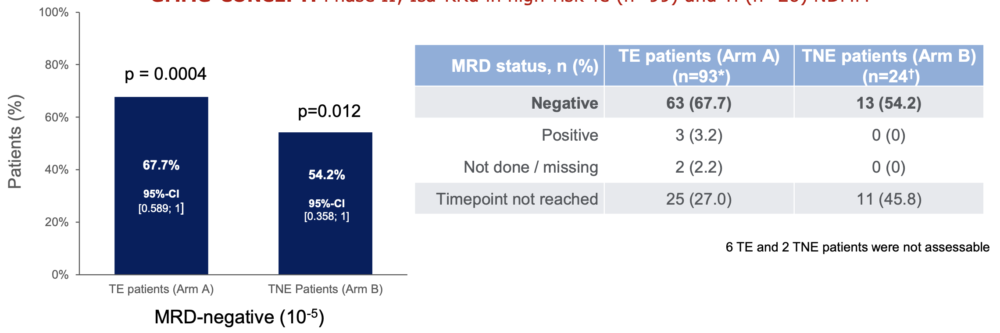 100%
80%
60%
40%
20%
0%
Patients (%)
p = 0.0004
p=0.012
67.7%
95%-CI
[0.589; 1]
54.2%
95%-CI
[0.358; 1]
TE patients (Arm A)
TNE Patients (Arm B)
MRD-negative (10⁻⁵)
MRD status, n (%) TE patients (Arm A) (n=93*) TNE patients (Arm B) (n=24†)
Negative 63 (67.7) 13 (54.2)
Positive 3 (3.2) 0 (0)
Not done / missing 2 (2.2) 0 (0)
Timepoint not reached 25 (27.0) 11 (45.8)
6 TE and 2 TNE patients were not assessable